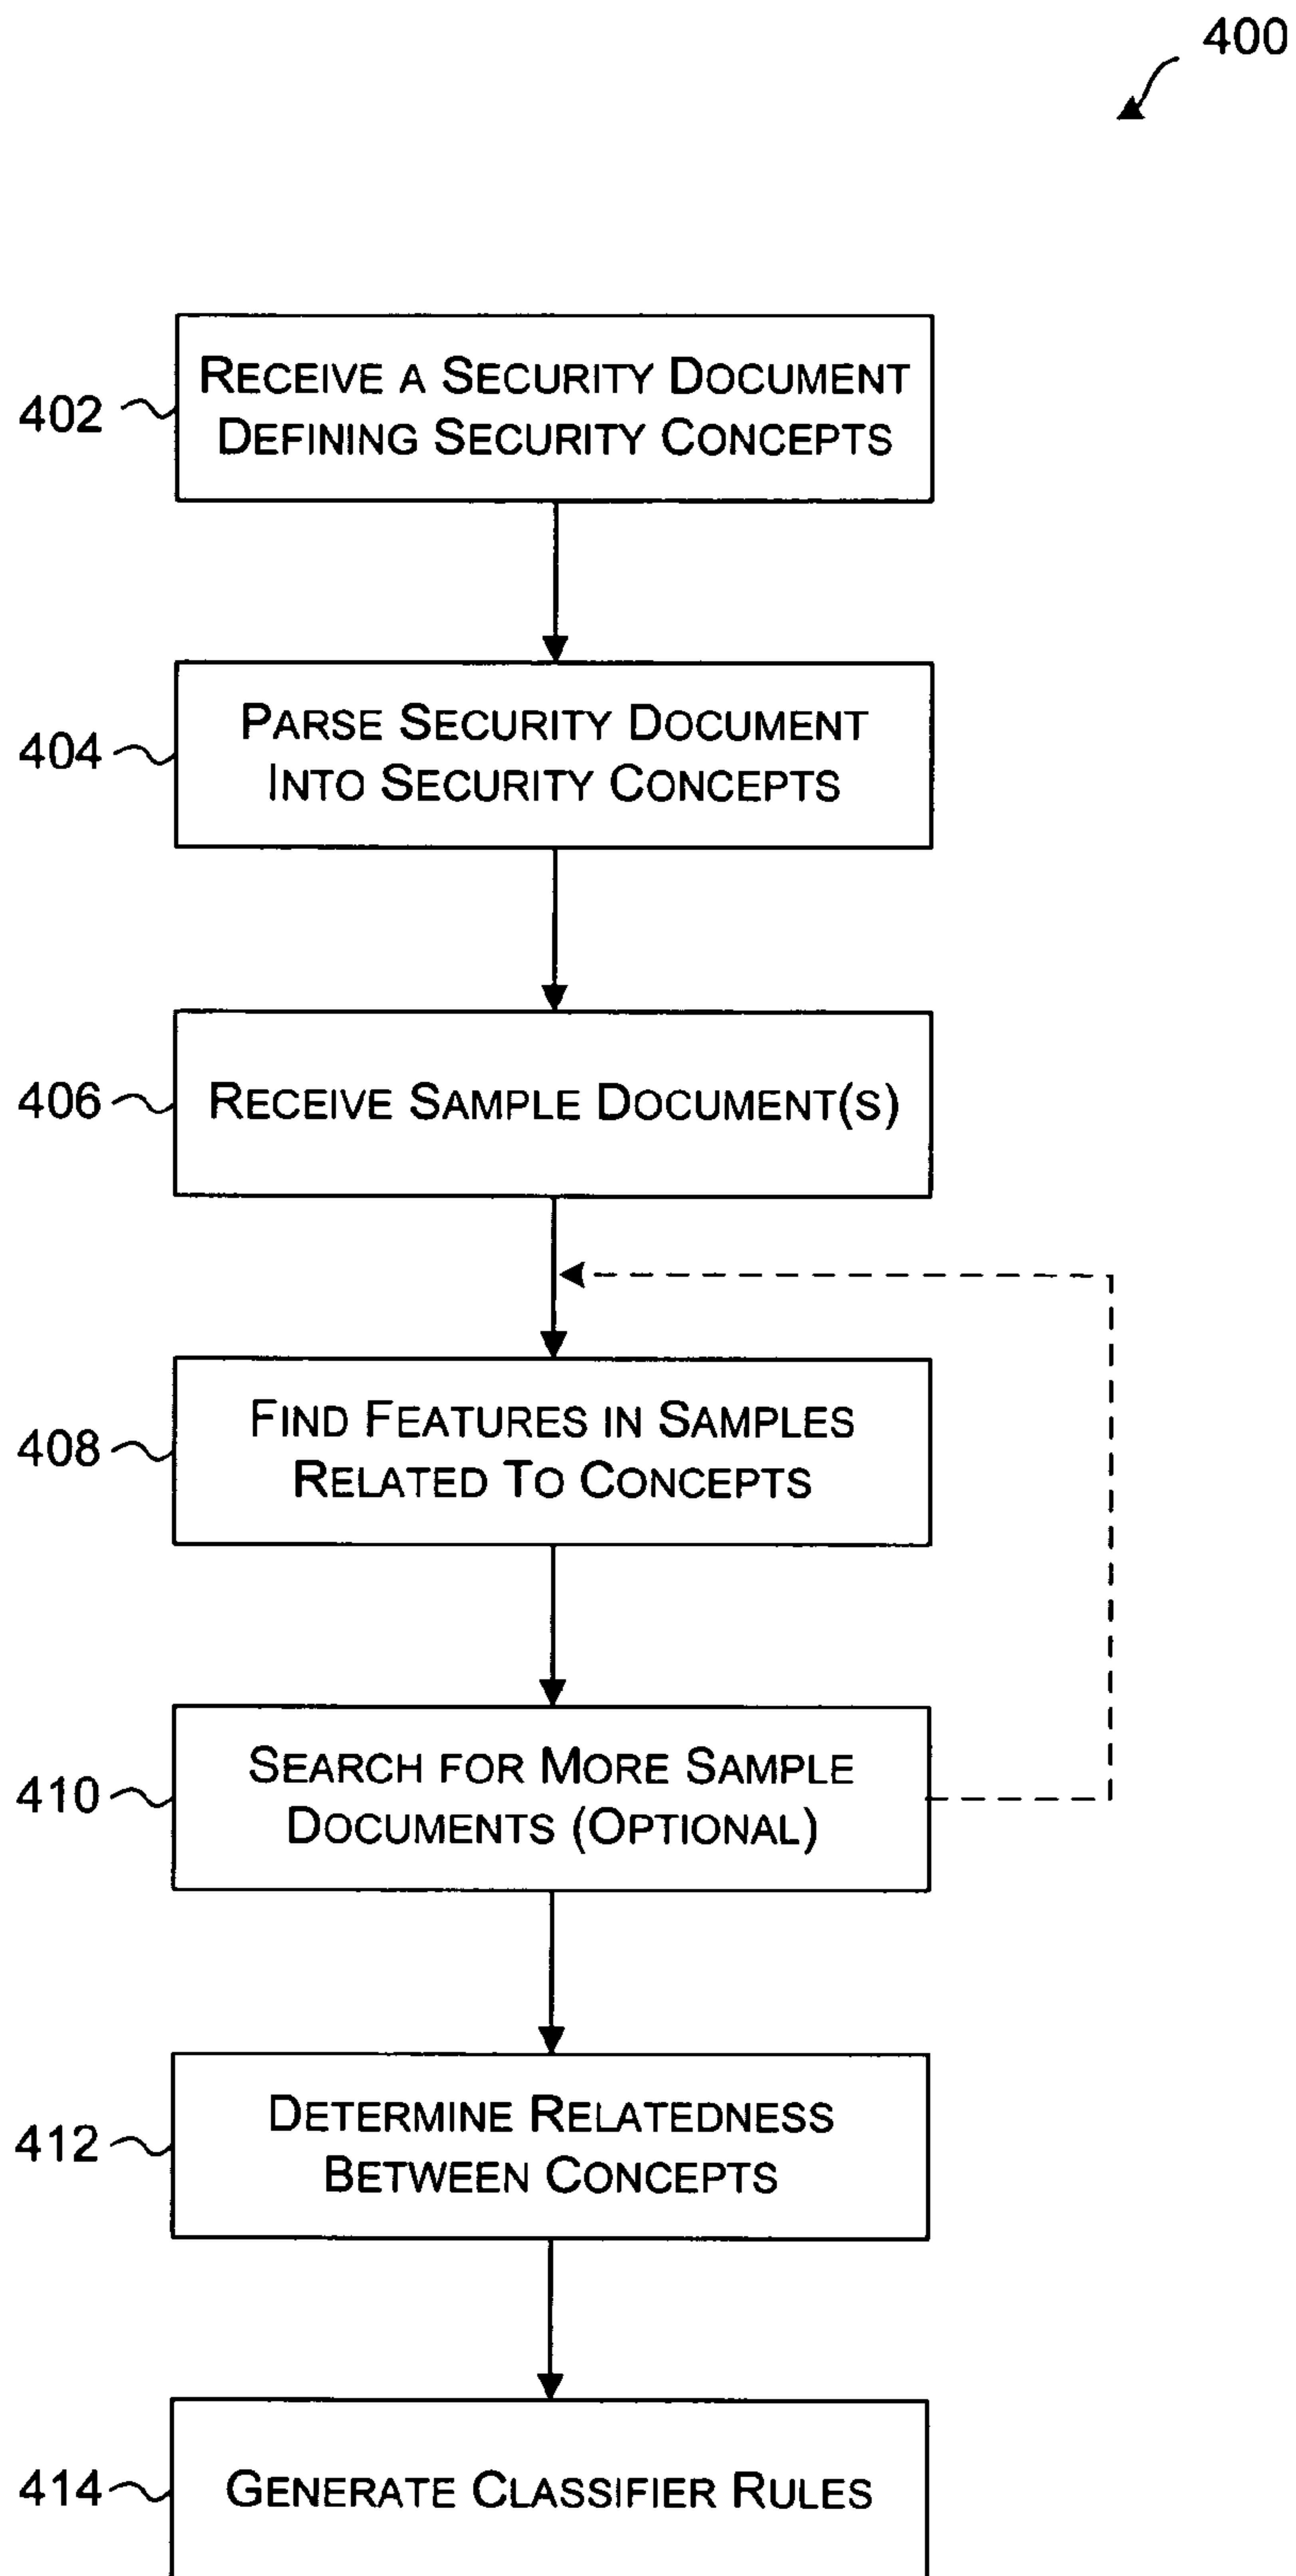 400
402
RECEIVE A SECURITY DOCUMENT
DEFINING SECURITY CONCEPTS
404
PARSE SECURITY DOCUMENT
INTO SECURITY CONCEPTS
406
RECEIVE SAMPLE DOCUMENT(S)
408
FIND FEATURES IN SAMPLES
RELATED TO CONCEPTS
410
SEARCH FOR MORE SAMPLE
DOCUMENTS (OPTIONAL)
412
DETERMINE RELATEDNESS
BETWEEN CONCEPTS
414
GENERATE CLASSIFIER RULES